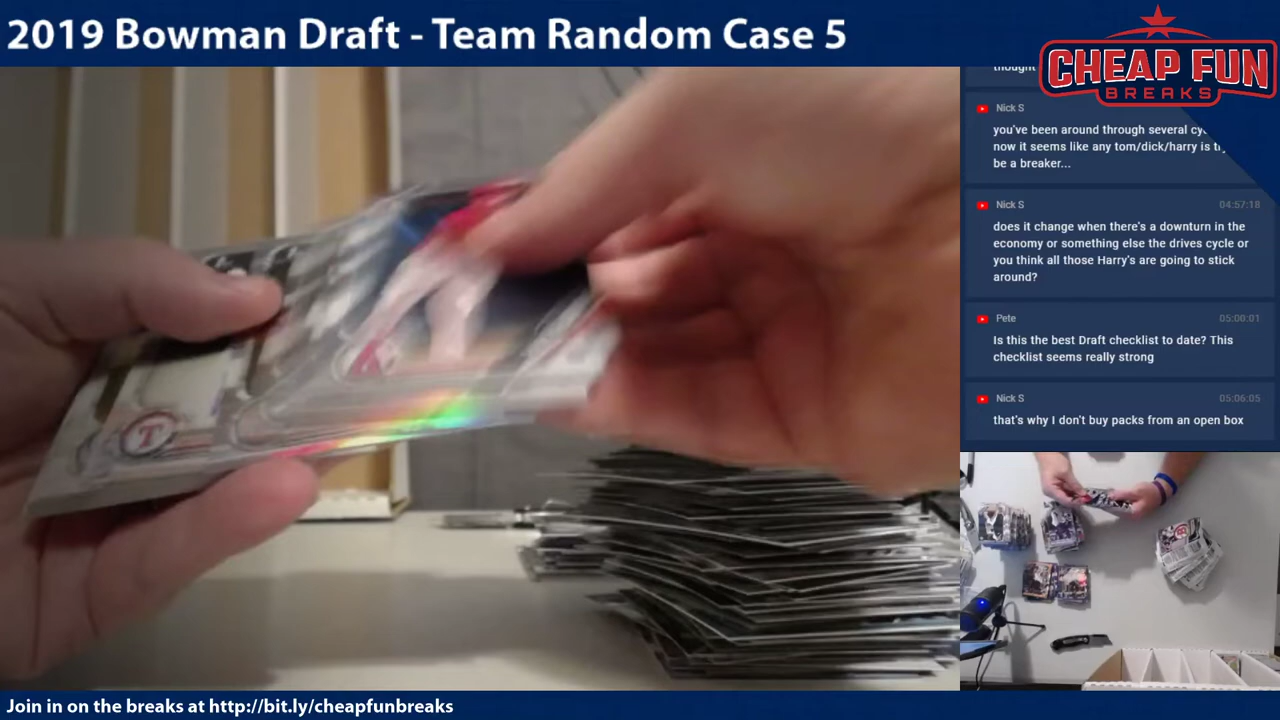 2019 Bowman Draft - Team Random Case 5
CHEAP FUN
BREAKS
thought
Nick S
you've been around through several
now it seems like any tom/dick/harry is
be a breaker...
Nick S 04:57:18
does it change when there's a downturn in the
economy or something else the drives cycle or
you think all those Harry's are going to stick
around?
Pete 05:00:01
Is this the best Draft checklist to date? This
checklist seems really strong
Nick S 05:06:05
that's why I don't buy packs from an open box
T
Join in on the breaks at http://bit.ly/cheapfunbreaks